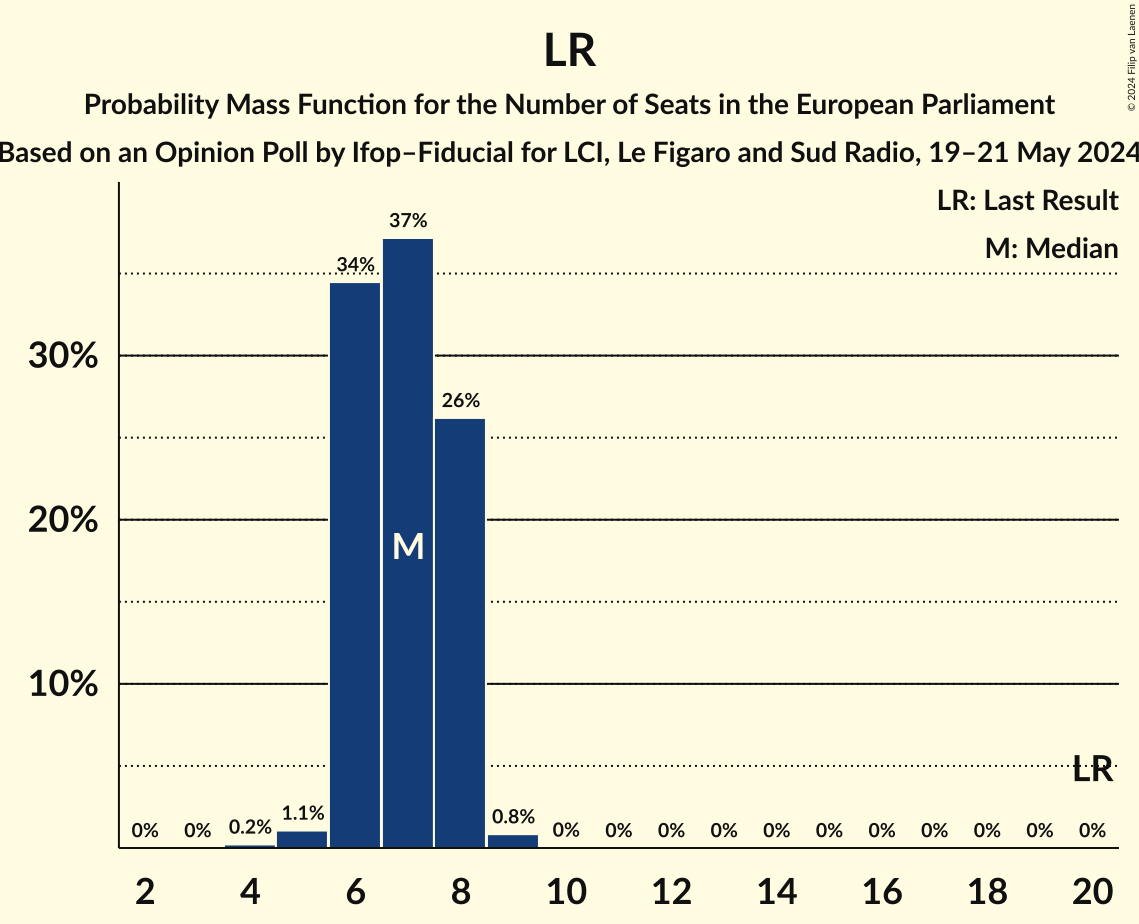 LR
© 2024 Filip van Laenen
Probability Mass Function for the Number of Seats in the European Parliament
Based on an Opinion Poll by Ifop–Fiducial for LCI, Le Figaro and Sud Radio, 19–21 May 2024
LR: Last Result
M: Median
37%
34%
30%
26%
20%
M
10%
LR
0% 0% 0.2% 1.1% 0.8% 0% 0% 0% 0% 0% 0% 0% 0% 0% 0% 0%
2 4 6 8 10 12 14 16 18 20